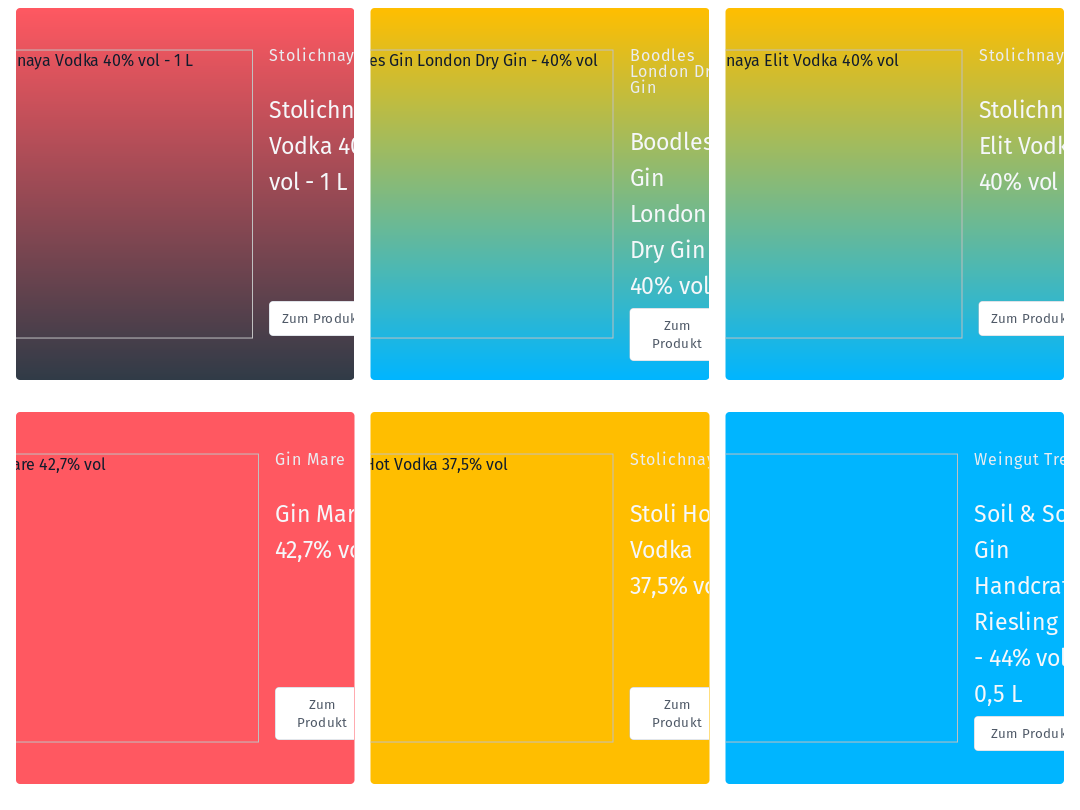 naya Vodka 40% vol - 1 L
Stolichnay
Stolichn
Vodka 40
vol - 1 L
Zum Produk
es Gin London Dry Gin - 40% vol
Boodles
London Dr
Gin
Boodles
Gin
London
Dry Gin
40% vol
Zum
Produkt
naya Elit Vodka 40% vol
Stolichnay
Stolichn
Elit Vodk
40% vol
Zum Produk
are 42,7% vol
Gin Mare
Gin Mar
42,7% vo
Zum
Produkt
Hot Vodka 37,5% vol
Stolichnay
Stoli Ho
Vodka
37,5% vo
Zum
Produkt
Weingut Tre
Soil & So
Gin
Handcraf
Riesling
- 44% vol
0,5 L
Zum Produk